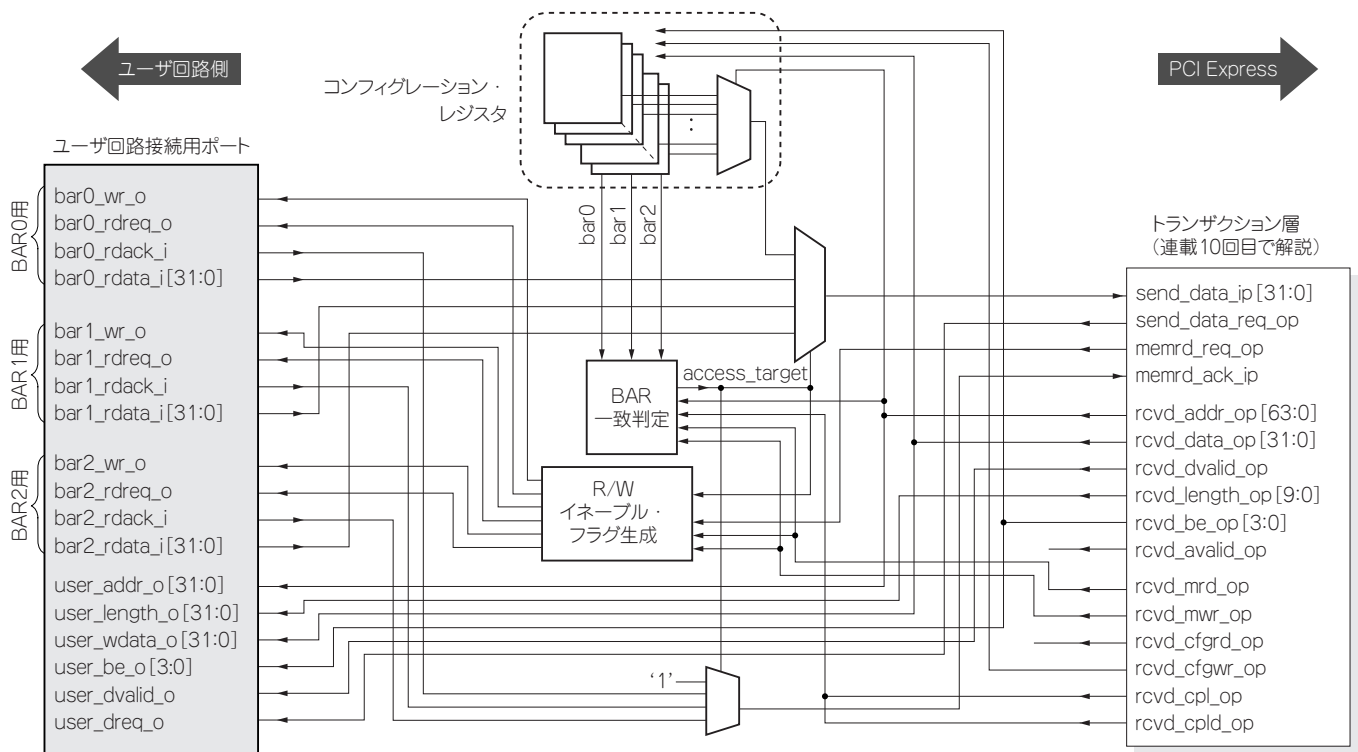 ユーザ回路側
PCI Express
コンフィグレーション・
レジスタ
ユーザ回路接続用ポート
BAR0用
bar0_wr_o
bar0_rdreq_o
bar0_rdack_i
bar0_rdata_i[31:0]
BAR1用
bar1_wr_o
bar1_rdreq_o
bar1_rdack_i
bar1_rdata_i[31:0]
BAR2用
bar2_wr_o
bar2_rdreq_o
bar2_rdack_i
bar2_rdata_i[31:0]
user_addr_o[31:0]
user_length_o[31:0]
user_wdata_o[31:0]
user_be_o[3:0]
user_dvalid_o
user_dreq_o
bar0
bar1
bar2
BAR
一致判定
access_target
R/W
イネーブル・
フラグ生成
'1'
トランザクション層
(連載10回目で解説)
send_data_ip[31:0]
send_data_req_op
memrd_req_op
memrd_ack_ip
rcvd_addr_op[63:0]
rcvd_data_op[31:0]
rcvd_dvalid_op
rcvd_length_op[9:0]
rcvd_be_op[3:0]
rcvd_avalid_op
rcvd_mrd_op
rcvd_mwr_op
rcvd_cfgrd_op
rcvd_cfgwr_op
rcvd_cpl_op
rcvd_cpld_op